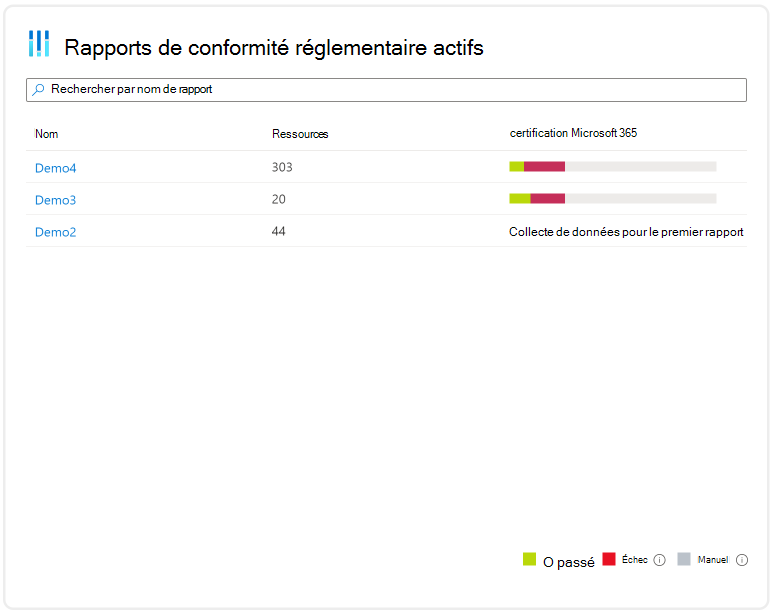 Rapports de conformité réglementaire actifs
Rechercher par nom de rapport
Nom Ressources certification Microsoft 365
Demo4 303
Demo3 20
Demo2 44 Collecte de données pour le premier rapport
O passé Échec Manuel